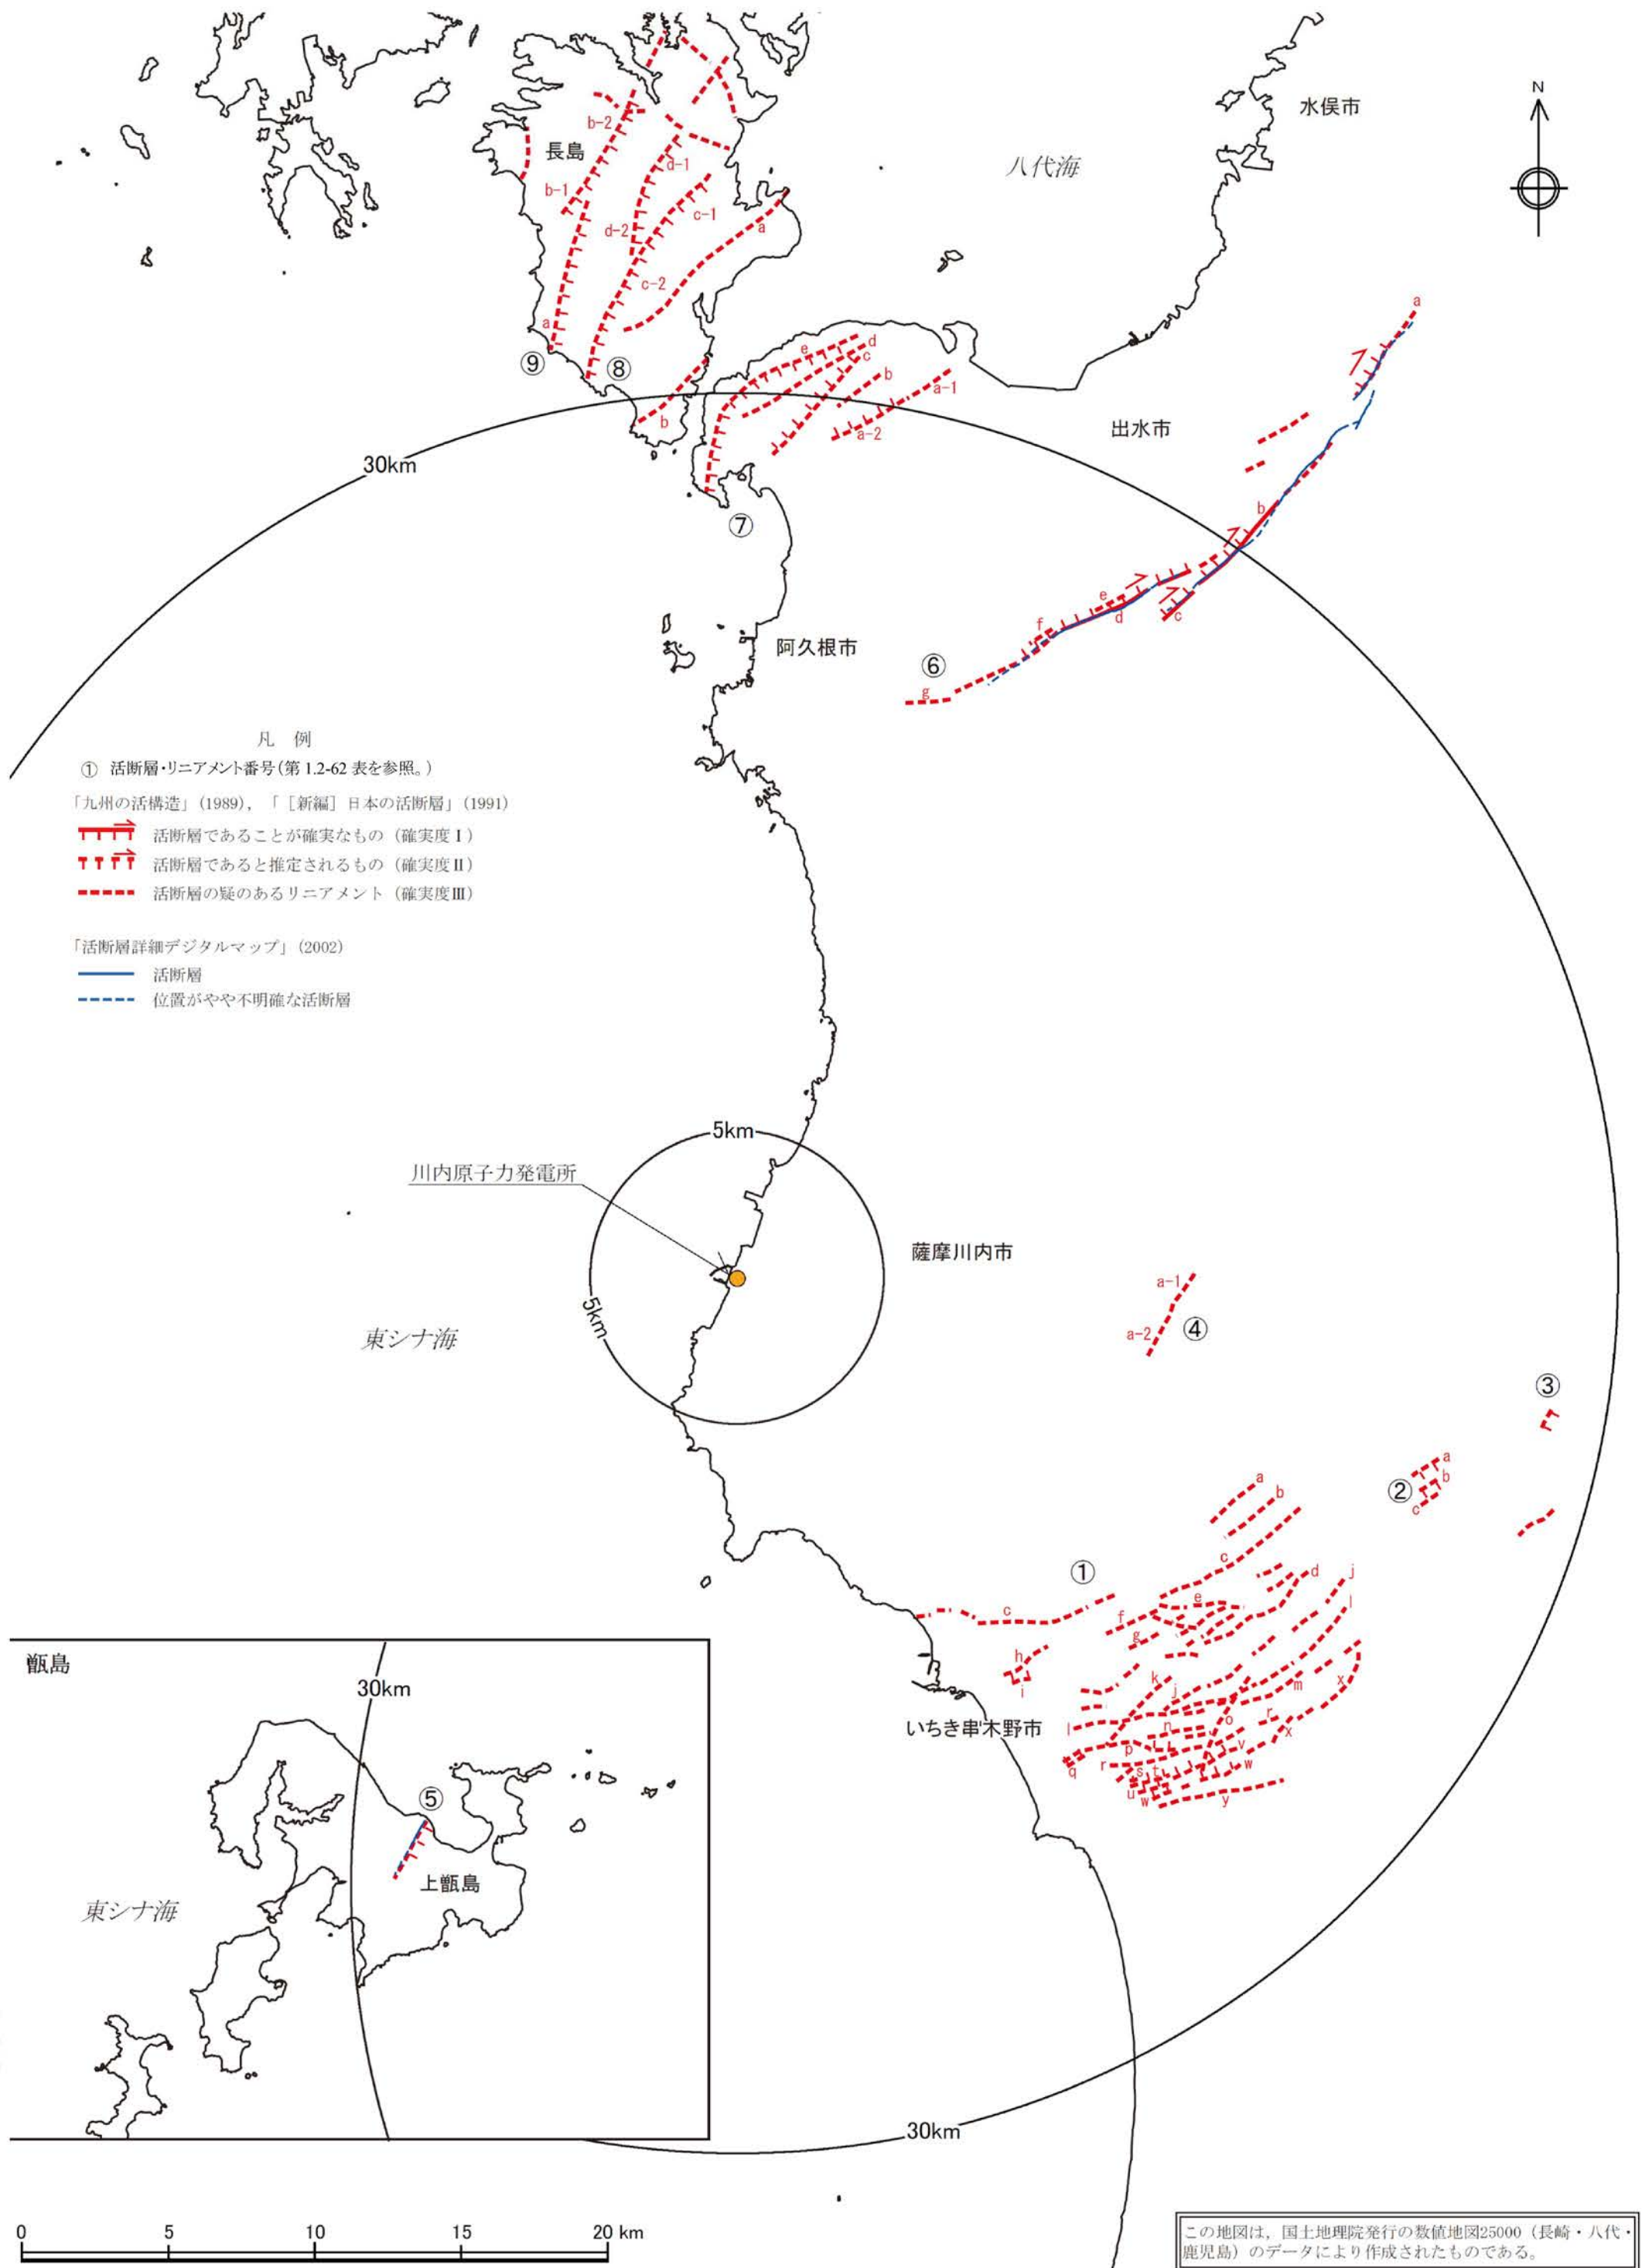 N
水俣市
八代海
長島
b-2
d-1
b-1
c-1
d-2
a
c-2
a
a
⑨
⑧
e
d
c
b
a-1
b
a-2
出水市
30km
⑦
b
e
d
c
f
阿久根市
⑥
g
凡 例
① 活断層・リニアメント番号(第 1.2-62 表を参照。)
「九州の活構造」(1989), 「［新編］日本の活断層」(1991)
活断層であることが確実なもの（確実度Ⅰ）
活断層であると推定されるもの（確実度Ⅱ）
活断層の疑のあるリニアメント（確実度Ⅲ）
「活断層詳細デジタルマップ」(2002)
活断層
位置がやや不明確な活断層
5km
川内原子力発電所
薩摩川内市
a-1
5km
東シナ海
a-2
④
③
a
a
b
②
b
c
c
①
d
j
e
l
c
f
g
h
k
i
j
m
x
いちき串木野市
l
n
o
r
x
p
v
q
r
s
t
w
u
w
y
甑島
30km
⑤
上甑島
東シナ海
30km
0
5
10
15
20 km
この地図は，国土地理院発行の数値地図25000（長崎・八代・
鹿児島）のデータにより作成されたものである。